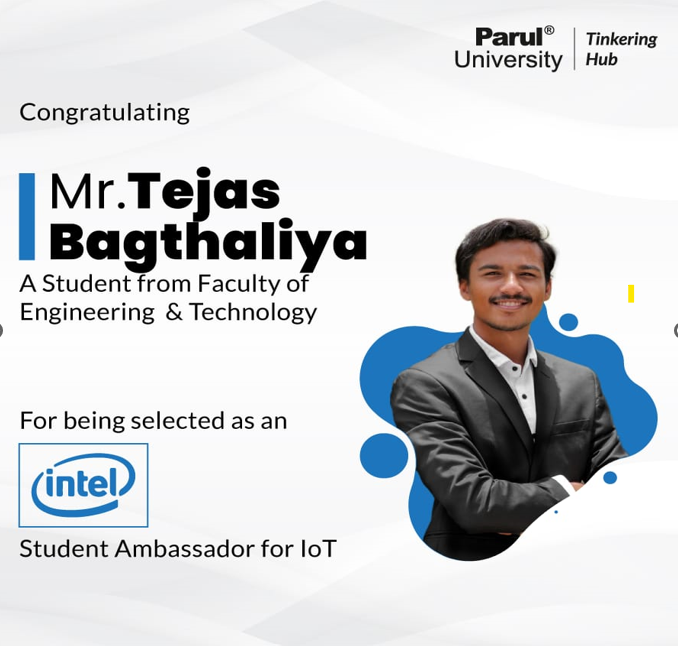 Parul®
University
Tinkering
Hub
Congratulating
Mr.Tejas
Bagthaliya
A Student from Faculty of
Engineering & Technology
For being selected as an
intel
Student Ambassador for IoT